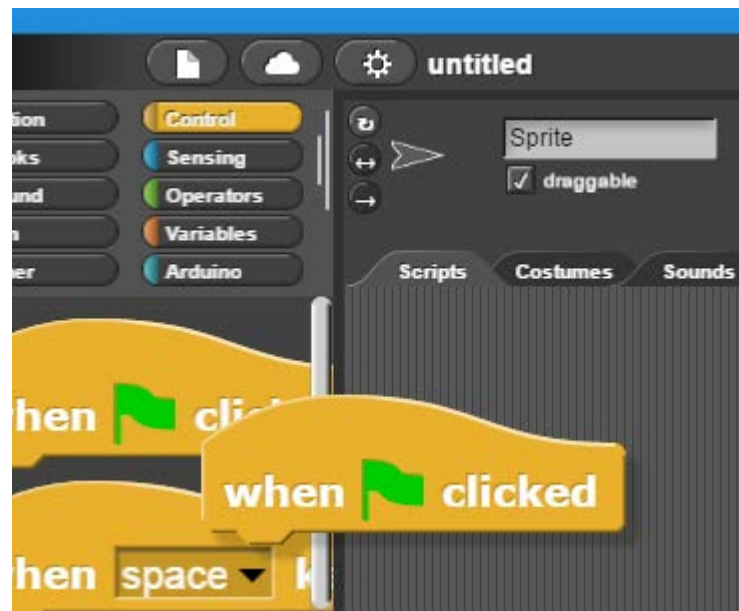 untitled
Control
Sensing
Operators
Variables
Arduino
Sprite
draggable
Scripts Costumes Sounds
when clicked
space